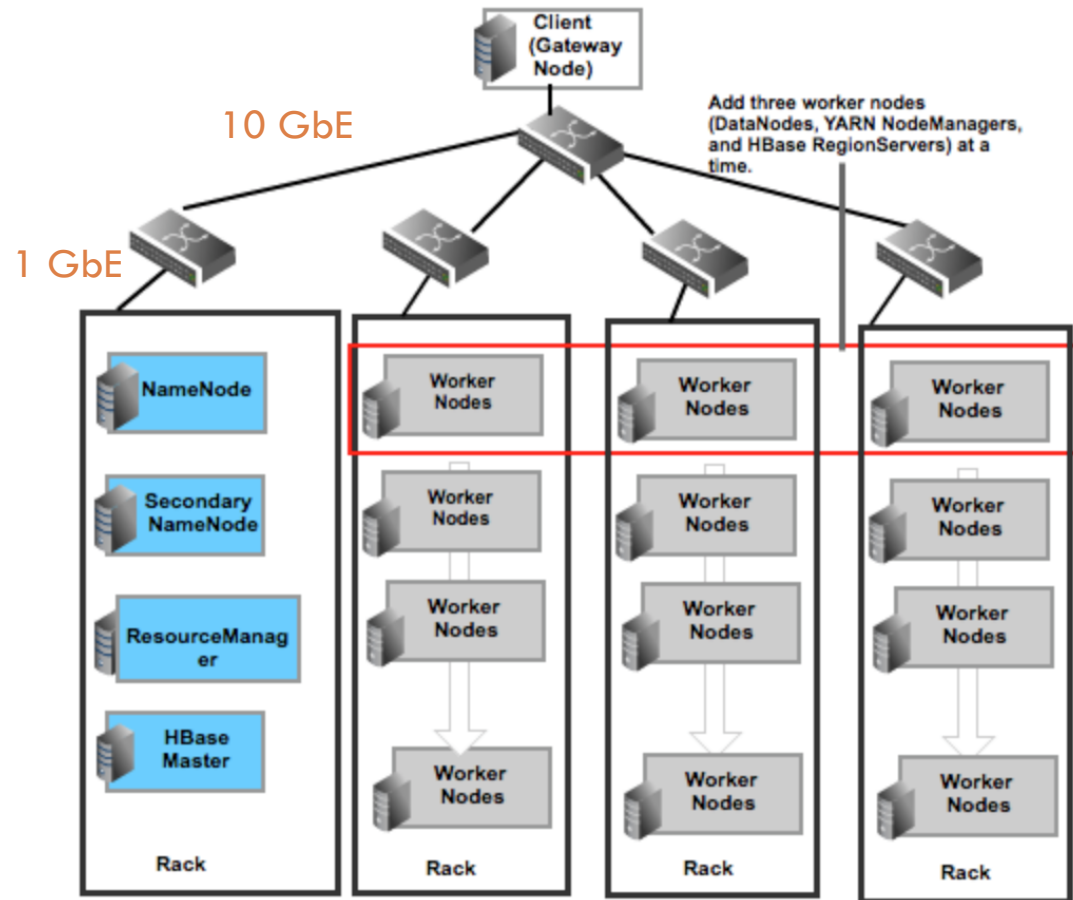 Client
(Gateway
Node)
10 GbE
Add three worker nodes
(DataNodes, YARN NodeManagers,
and HBase RegionServers) at a
time.
1 GbE
NameNode
Secondary
NameNode
ResourceManag
er
HBase
Master
Rack
Worker
Nodes
Worker
Nodes
Worker
Nodes
Worker
Nodes
Rack
Worker
Nodes
Worker
Nodes
Worker
Nodes
Worker
Nodes
Rack
Worker
Nodes
Worker
Nodes
Worker
Nodes
Worker
Nodes
Rack